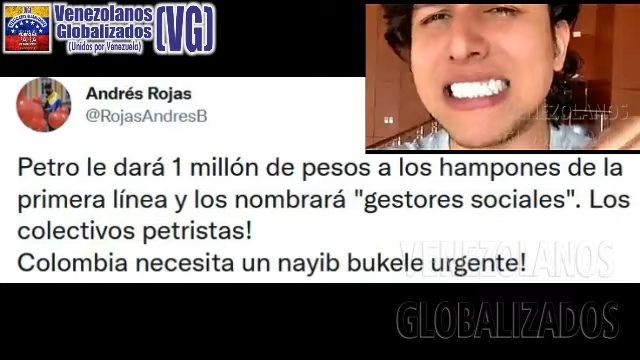 Venezolanos
Globalizados
(Unidos por Venezuela)
(VG)
Andrés Rojas
@RojasAndresB
Petro le dará 1 millón de pesos a los hampones de la
primera línea y los nombrará "gestores sociales". Los
colectivos petristas!
Colombia necesita un nayib bukele urgente!
VENEZOLANOS
VENEZOLANOS
GLOBALIZADOS